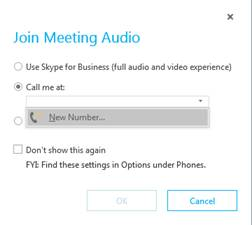 Join Meeting Audio
Use Skype for Business (full audio and video experience)
Call me at:
New Number...
Don't show this again
FYI: Find these settings in Options under Phones.
OK
Cancel